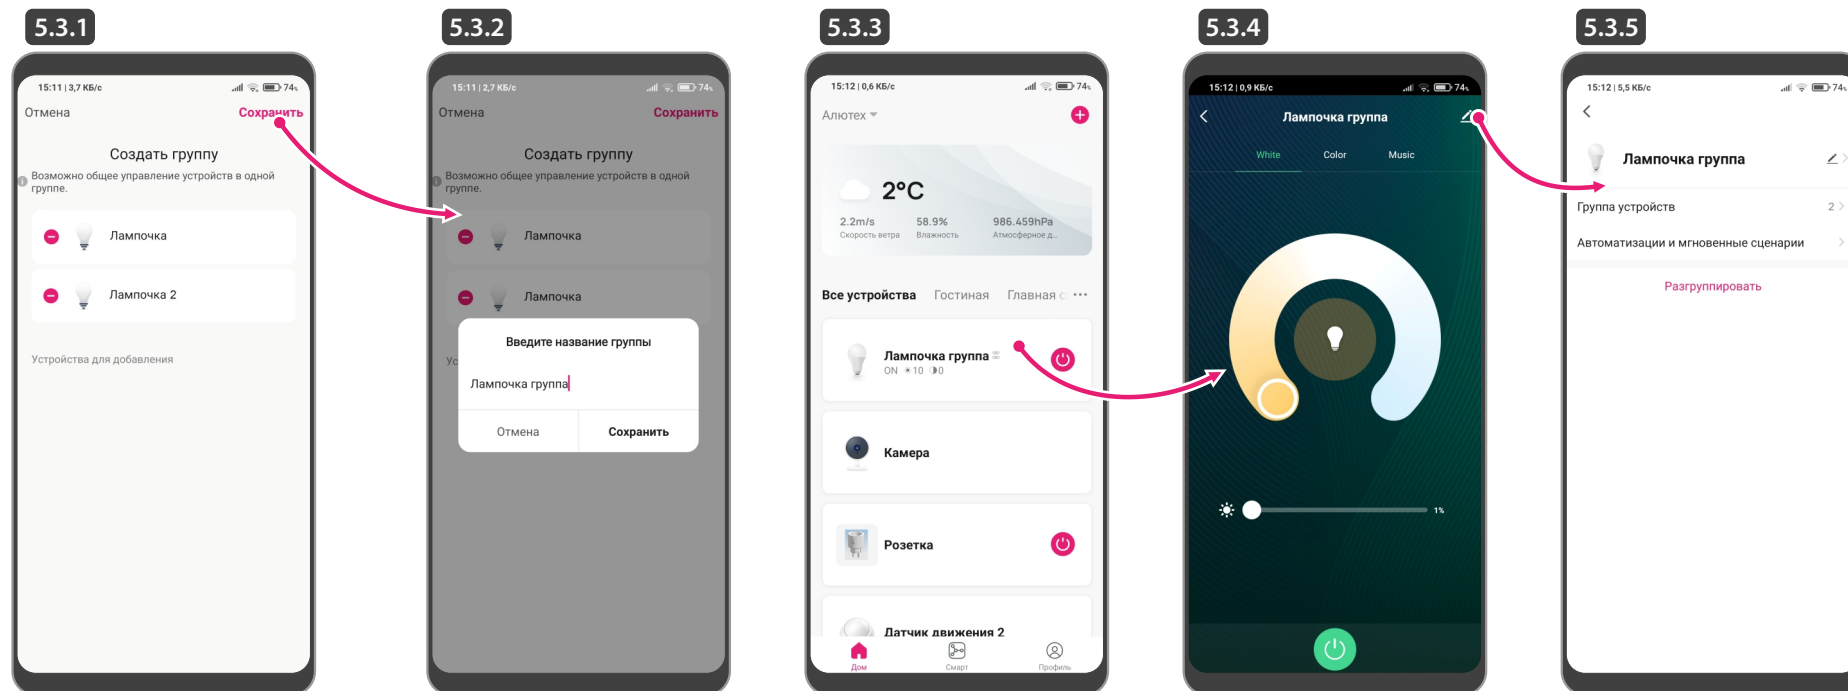 5.3.1
15:11 | 3,7 КБ/с 74%
Отмена Сохранить
Создать группу
Возможно общее управление устройств в одной
группе.
Лампочка
Лампочка 2
Устройства для добавления
5.3.2
15:11 | 2,7 КБ/с 74%
Отмена Сохранить
Создать группу
Возможно общее управление устройств в одной
группе.
Лампочка
Лампочка
Ус
Введите название группы
Лампочка группа
Отмена Сохранить
5.3.3
15:12 | 0,6 КБ/с 74%
Алютех
2°C
2.2m/s 58.9% 986.459hPa
Скорость ветра Влажность Атмосферное д...
Все устройства Гостиная Главная с
Лампочка группа
ON 10 0
Камера
Розетка
Датчик движения 2
Дом Смарт Профиль
5.3.4
15:12 | 0,9 КБ/с 74%
Лампочка группа
White Color Music
1%
5.3.5
15:12 | 5,5 КБ/с 74%
Лампочка группа
Группа устройств 2
Автоматизации и мгновенные сценарии
Разгруппировать